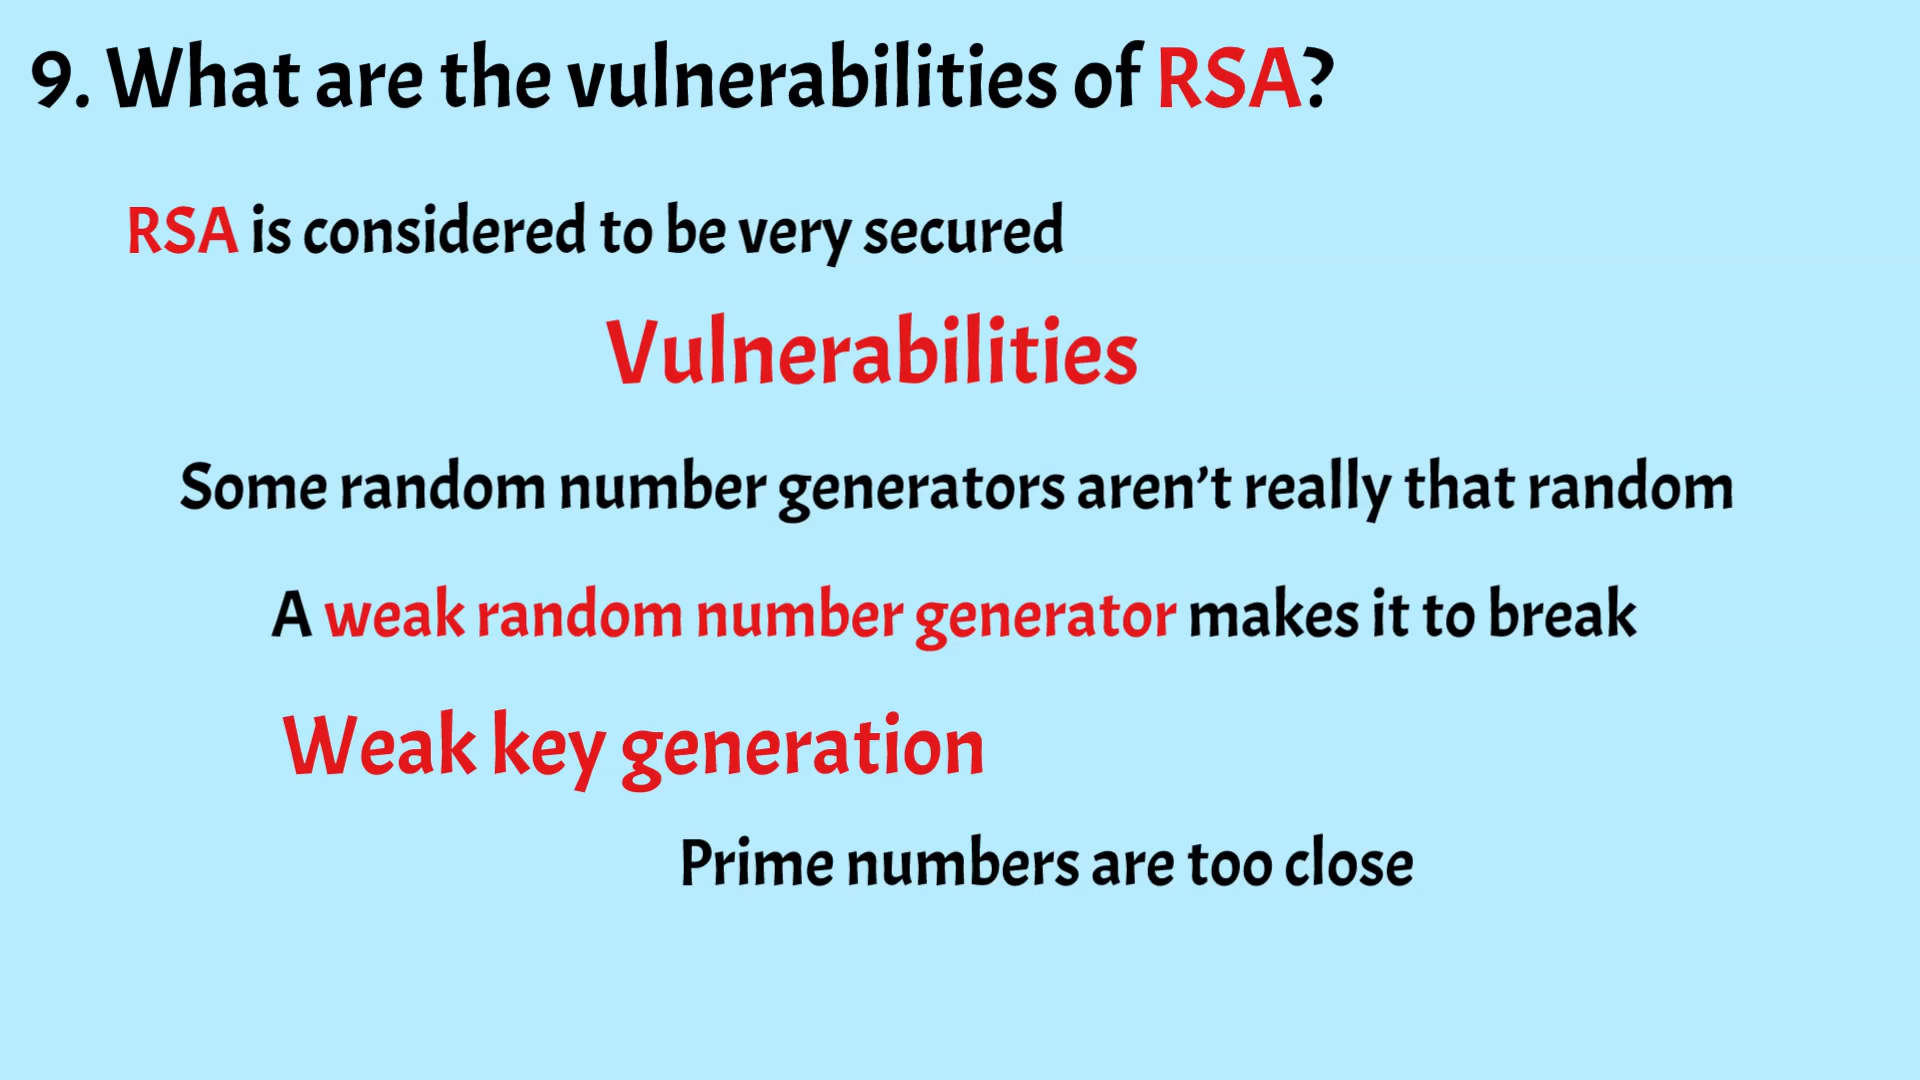 9. What are the vulnerabilities of RSA?
RSA is considered to be very secured
Vulnerabilities
Some random number generators aren’t really that random
A weak random number generator makes it to break
Weak key generation
Prime numbers are too close